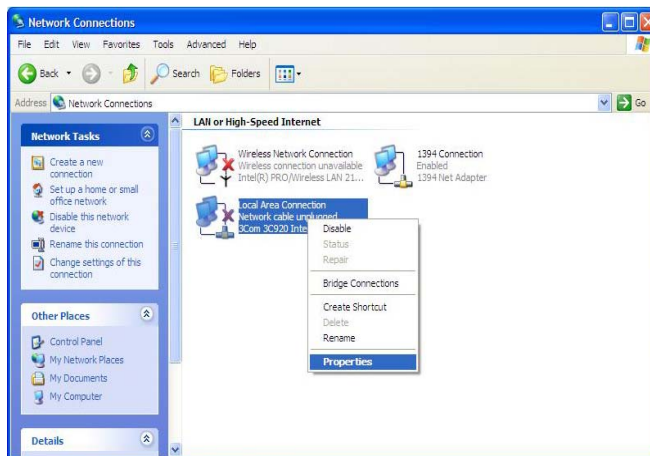 Network Connections
File Edit View Favorites Tools Advanced Help
Back Search Folders
Address Network Connections Go
Network Tasks
Create a new
connection
Set up a home or small
office network
Disable this network
device
Rename this connection
Change settings of this
connection
Other Places
Control Panel
My Network Places
My Documents
My Computer
Details
LAN or High-Speed Internet
Wireless Network Connection
Wireless connection unavailable
Intel(R) PRO/Wireless LAN 21...
1394 Connection
Enabled
1394 Net Adapter
Local Area Connection
Network cable unplugged
3Com 3C920 Inte
Disable
Status
Repair
Bridge Connections
Create Shortcut
Delete
Rename
Properties